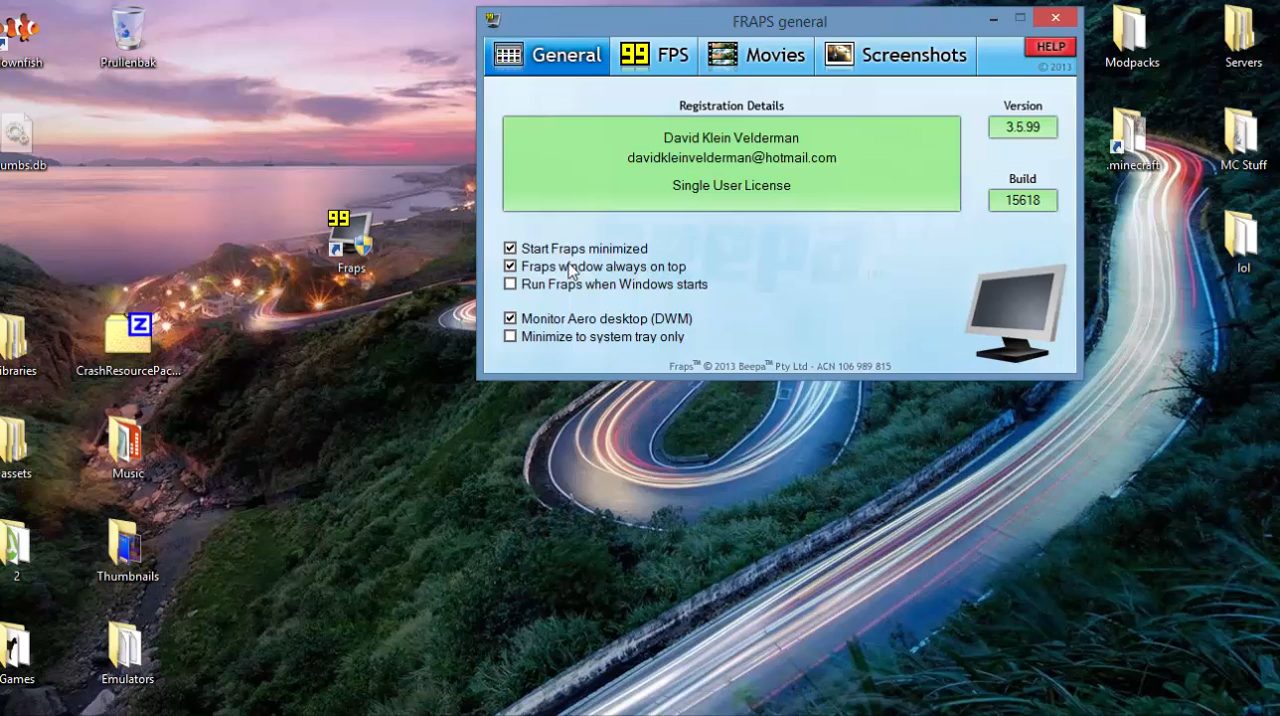 FRAPS general
General
99 FPS
Movies
Screenshots
HELP
© 2013
Registration Details
David Klein Velderman
davidkleinvelderman@hotmail.com
Single User License
Version
3.5.99
Build
15618
Start Fraps minimized
Fraps window always on top
Run Fraps when Windows starts
Monitor Aero desktop (DWM)
Minimize to system tray only
Fraps™ © 2013 Beepa™ Pty Ltd - ACN 106 989 815
beepa
ownfish
Prullenbak
umbs.db
99
Fraps
ibraries
Z
CrashResourcePac...
assets
Music
2
Thumbnails
Games
Emulators
Modpacks
Servers
.minecraft
MC Stuff
lol